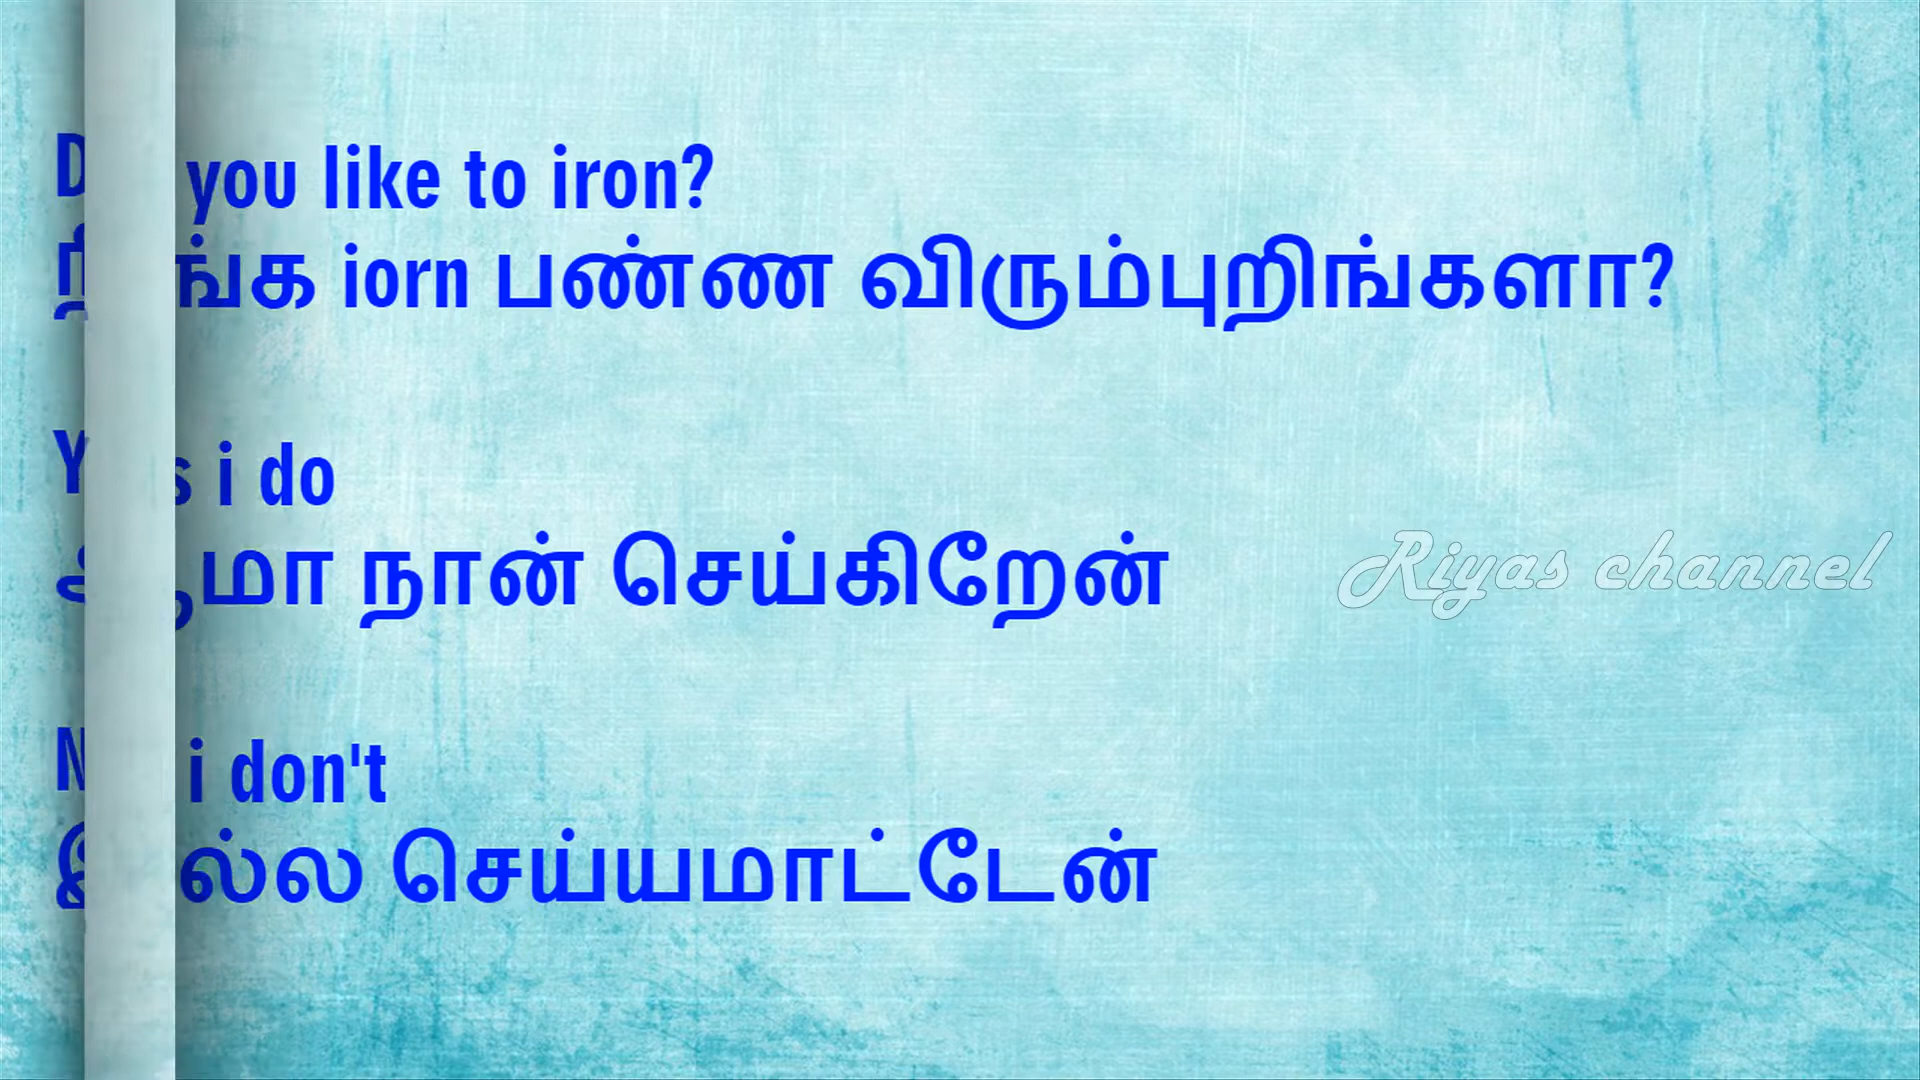 you like to iron?
iorn பண்ண விரும்புறிங்களா?
i do
நான் செய்கிறேன்
i don't
செய்யமாட்டேன்
Riyas channel